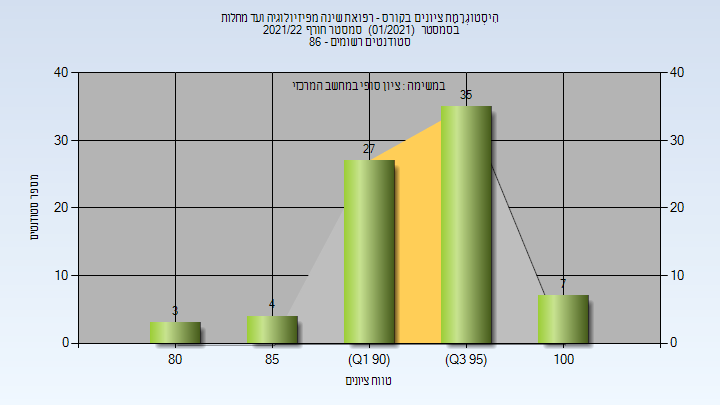 היסטוגרמת ציונים בקורס - רפואת שינה מפיזיולוגיה ועד מחלות
בסמסטר (01/2021) סמסטר חורף 2021/22
סטודנטים רשומים - 86
במשימה : ציון סופי במחשב המרכזי
40 40
35
30 30
27
20 20
10 10
7
4
3
0 0
80 85 (Q1 90) (Q3 95) 100
מספר סטודנטים
טווח ציונים